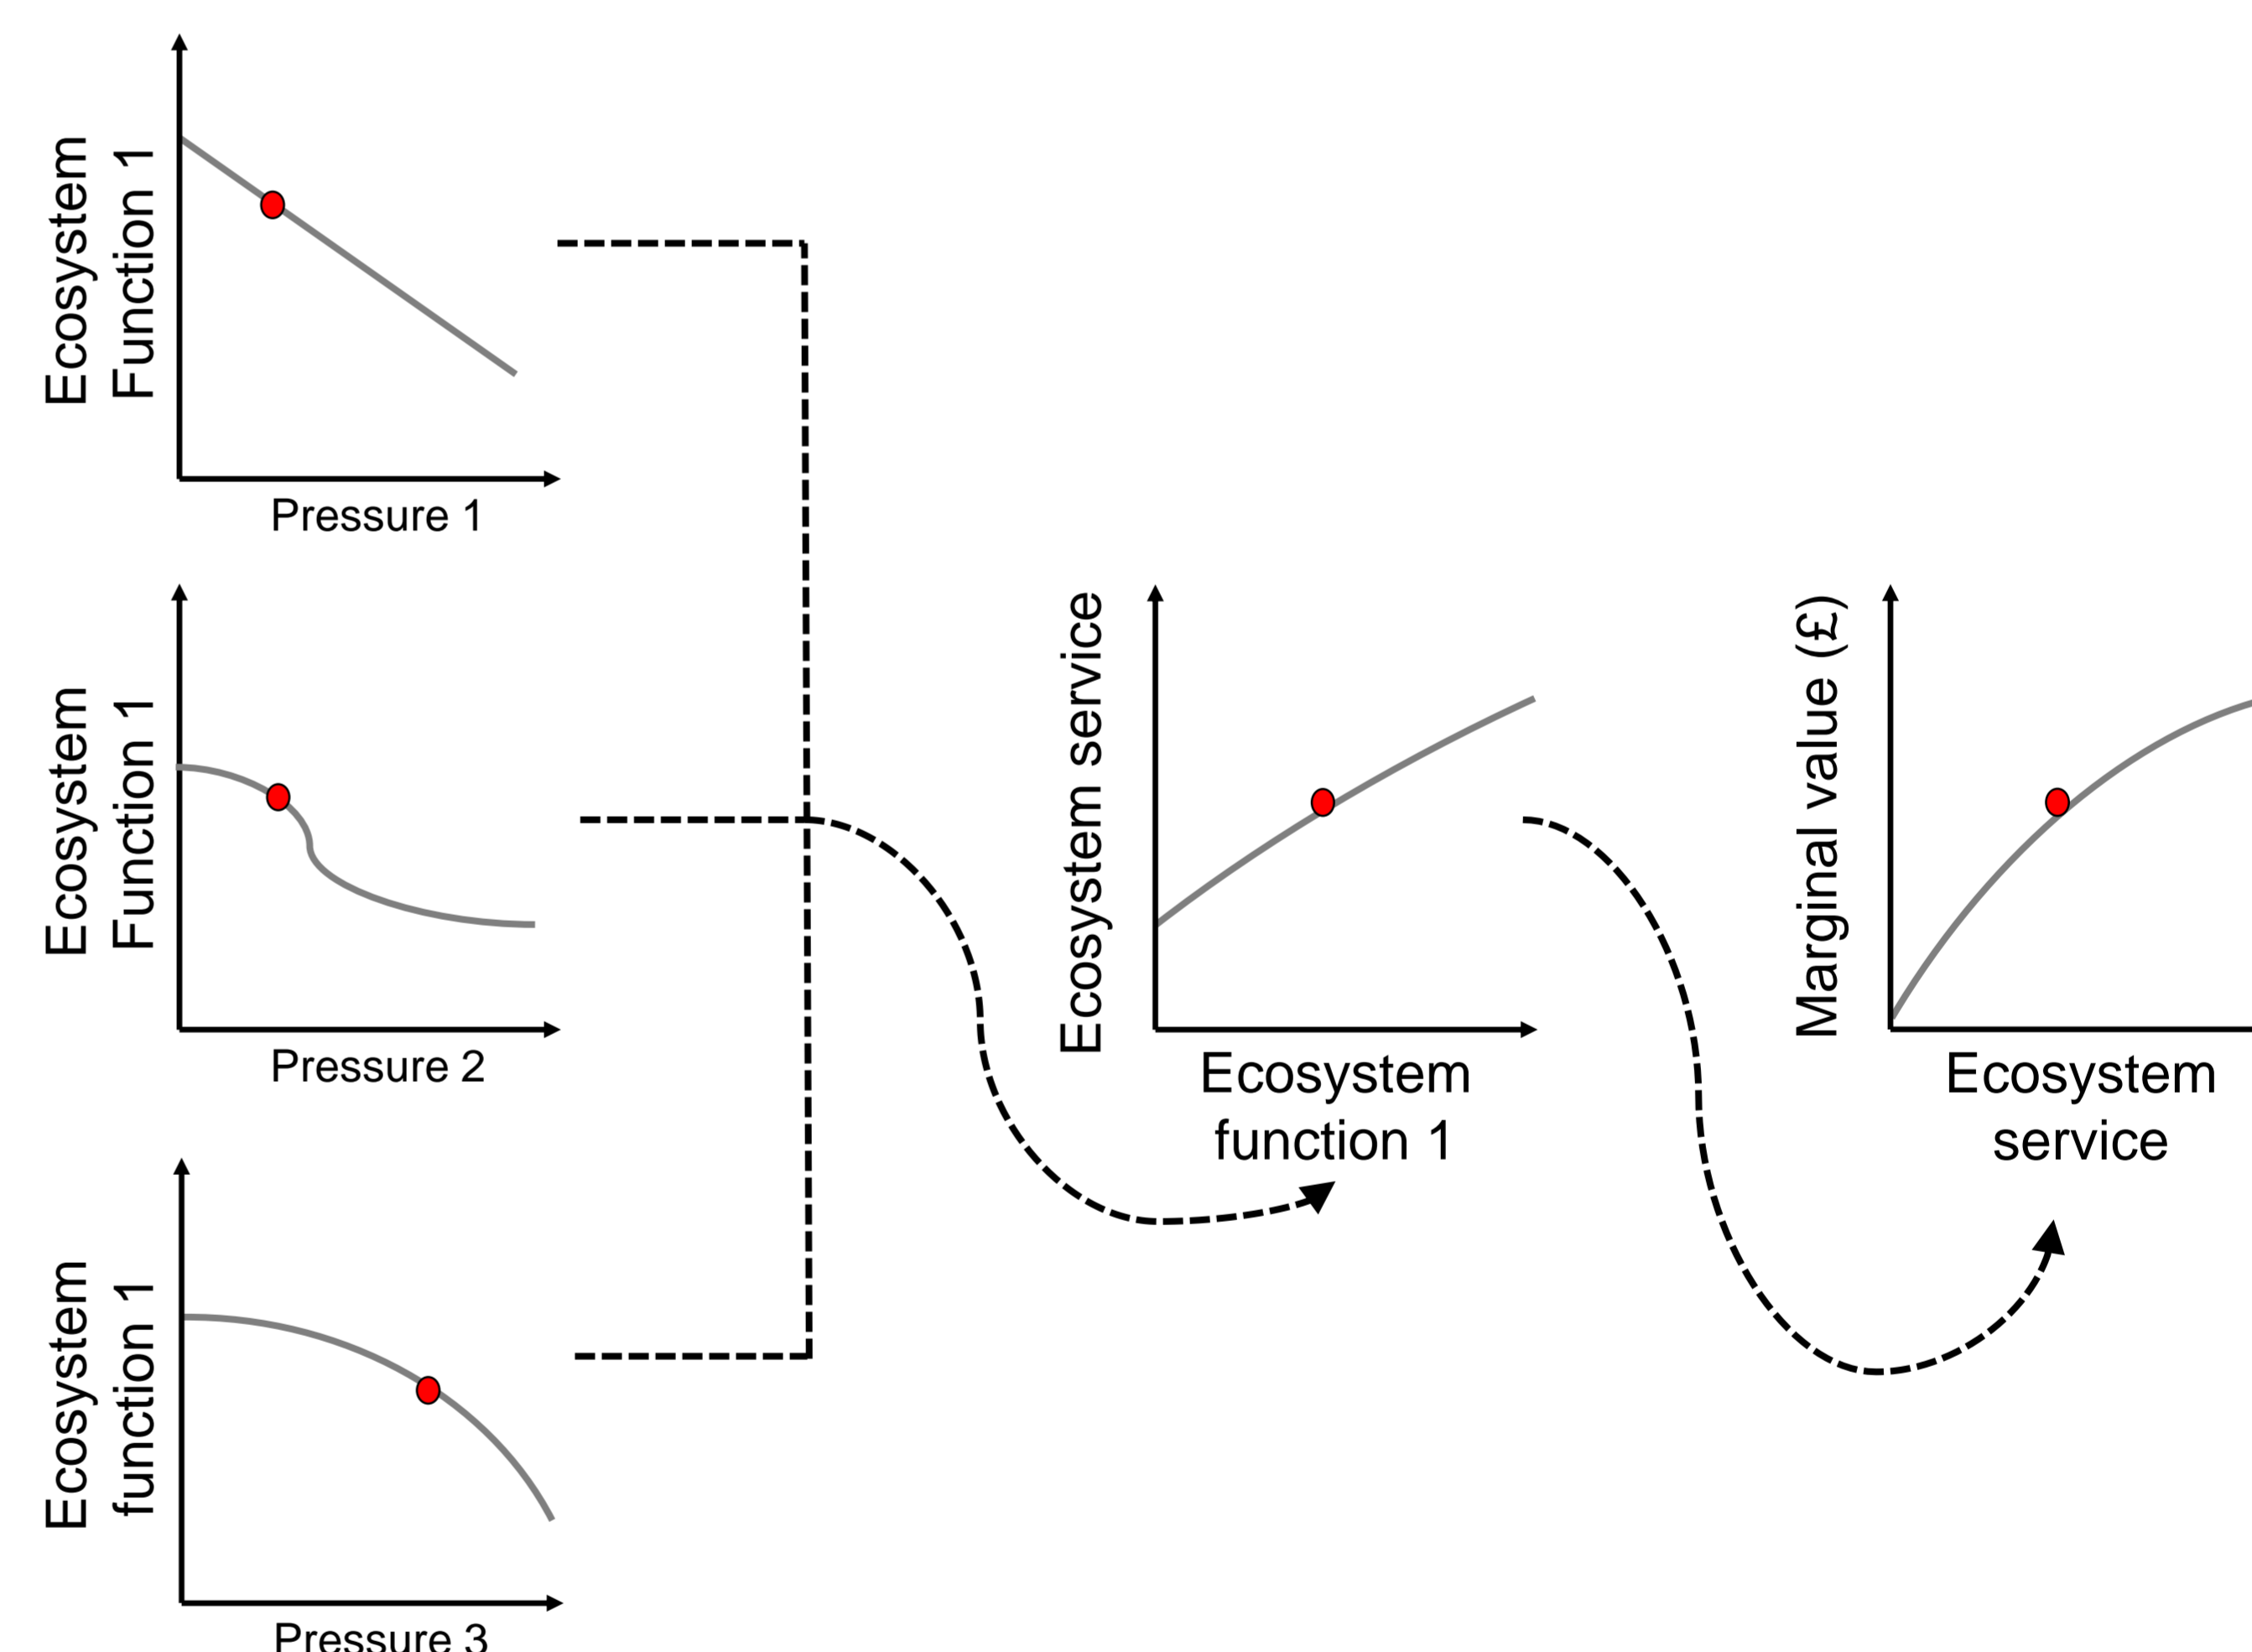 Ecosystem
Function 1
Pressure 1
Ecosystem
Function 1
Pressure 2
Ecosystem
function 1
Pressure 3
Ecosystem service
Ecosystem
function 1
Marginal value (£)
Ecosystem
service